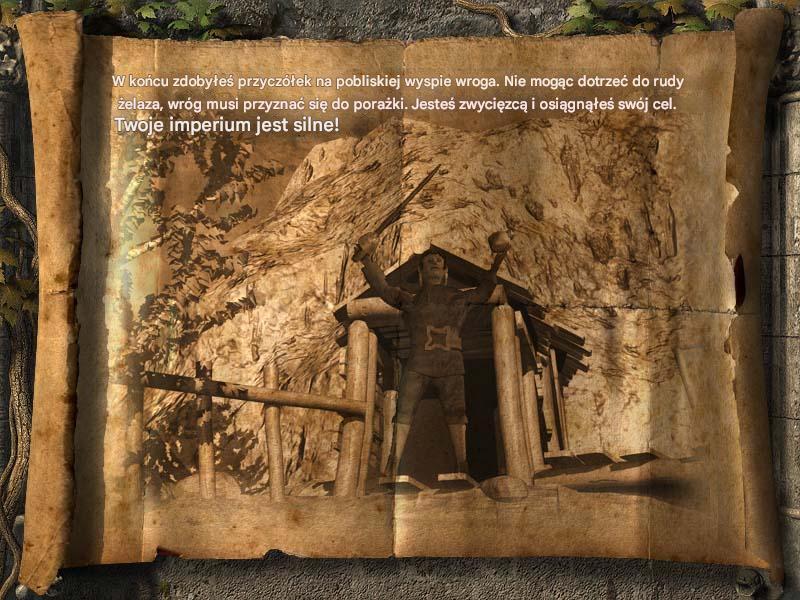 W końcu zdobyłeś przyczółek na pobliskiej wyspie wroga. Nie mogąc dotrzeć do rudy
żelaza, wróg musi przyznać się do porażki. Jesteś zwycięzcą i osiągnąłeś swój cel.
Twoje imperium jest silne!